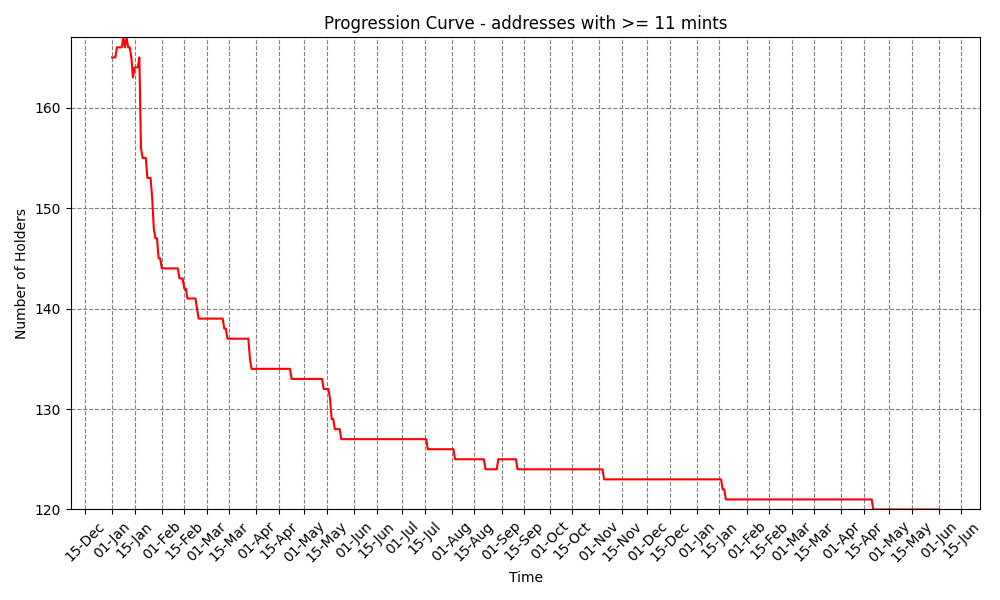 Progression Curve - addresses with >= 11 mints
Number of Holders
160
150
140
130
120
15-Dec
01-Jan
15-Jan
01-Feb
15-Feb
01-Mar
15-Mar
01-Apr
15-Apr
01-May
15-May
01-Jun
15-Jun
01-Jul
15-Jul
01-Aug
15-Aug
01-Sep
15-Sep
01-Oct
15-Oct
01-Nov
15-Nov
01-Dec
15-Dec
01-Jan
15-Jan
01-Feb
15-Feb
01-Mar
15-Mar
01-Apr
15-Apr
01-May
15-May
01-Jun
15-Jun
Time